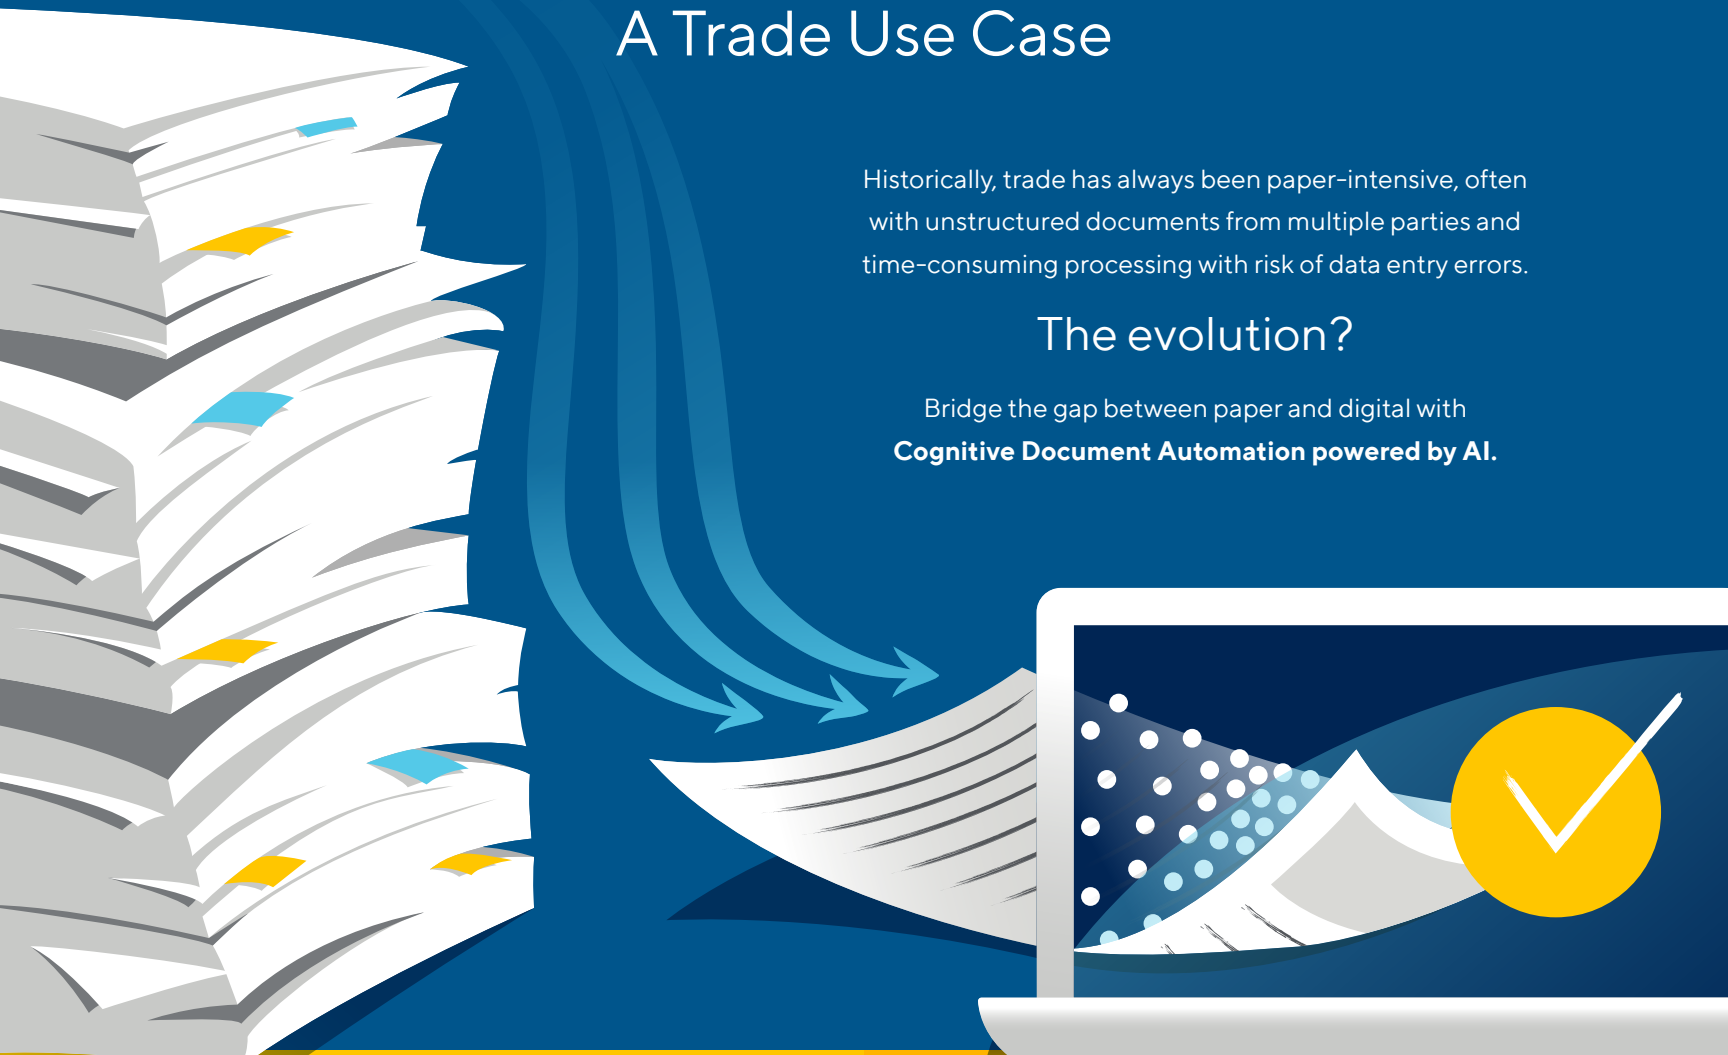 A Trade Use Case
Historically, trade has always been paper-intensive, often
with unstructured documents from multiple parties and
time-consuming processing with risk of data entry errors.
The evolution?
Bridge the gap between paper and digital with
Cognitive Document Automation powered by AI.